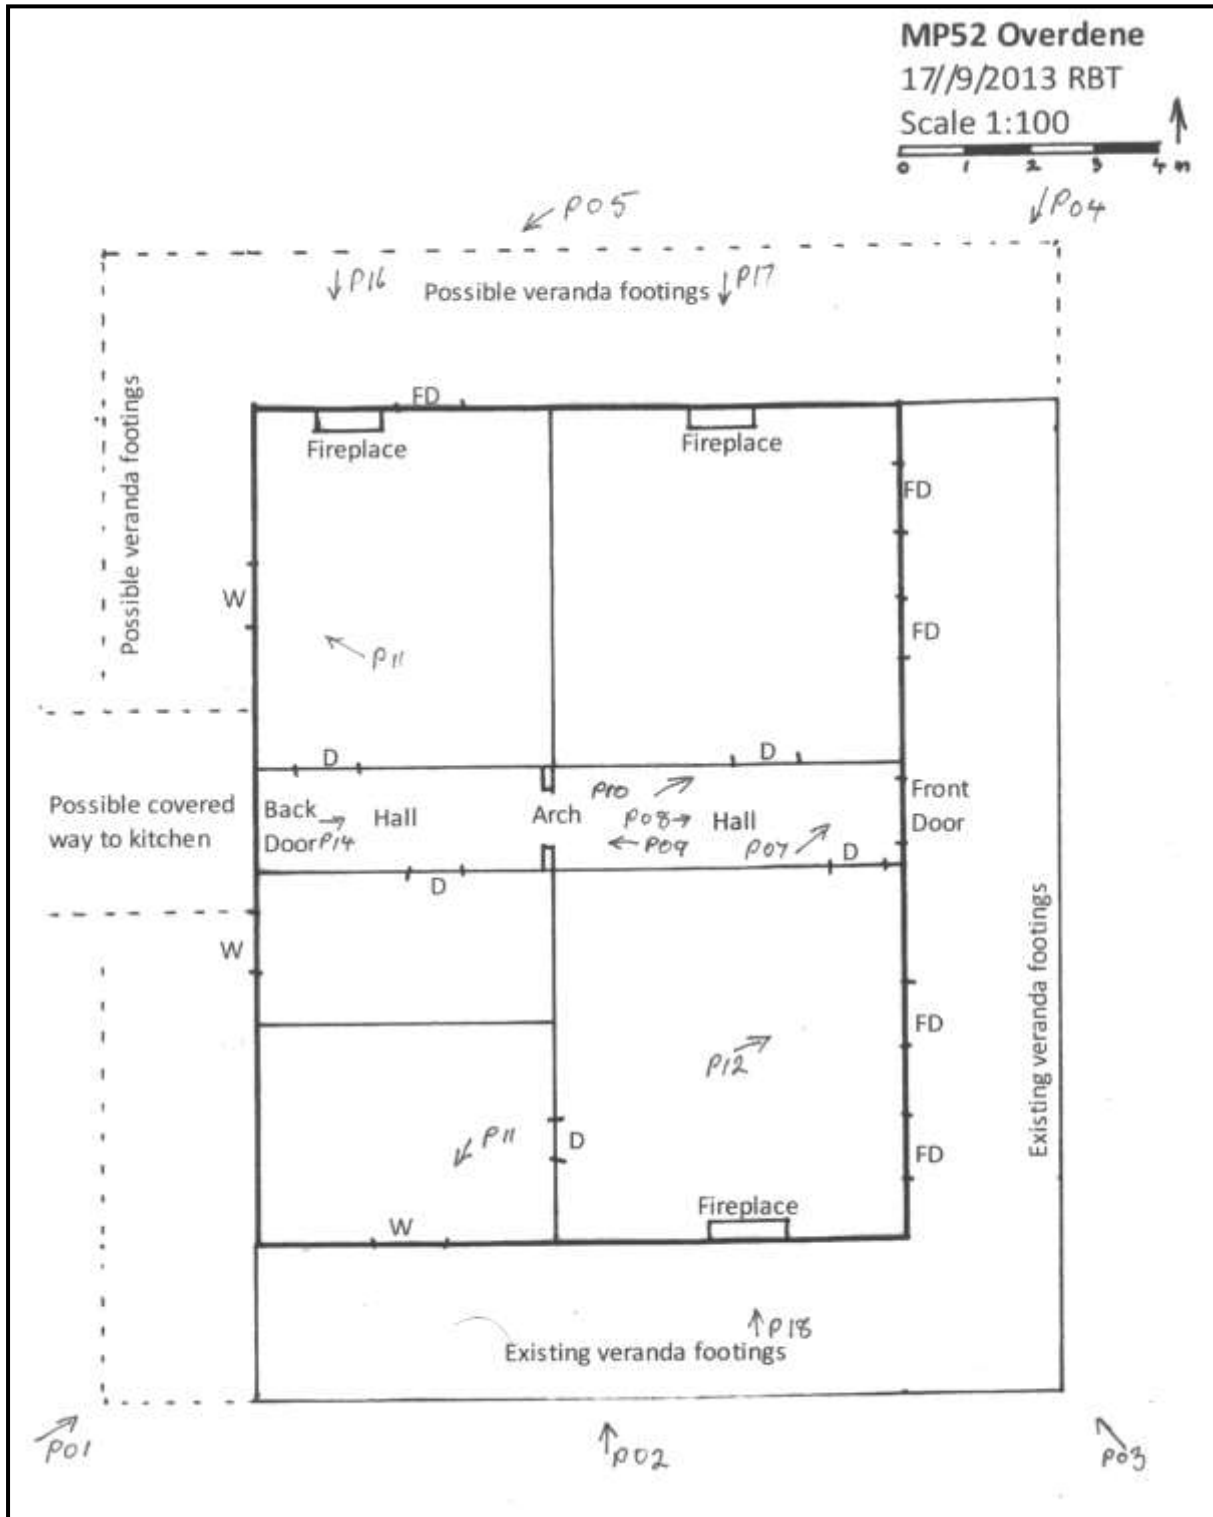 MP52 Overdene
17//9/2013 RBT
Scale 1:100
0 1 2 3 4 m
P05
P04
P16
Possible veranda footings
P17
Possible veranda footings
FD
Fireplace
Fireplace
FD
W
FD
P11
D
D
Possible covered
way to kitchen
Back
Door
P14
Hall
Arch
P10
P08
P09
Hall
P07
Front
Door
D
D
W
Existing veranda footings
FD
P12
P11
D
FD
Fireplace
W
P18
Existing veranda footings
P01
P02
P03